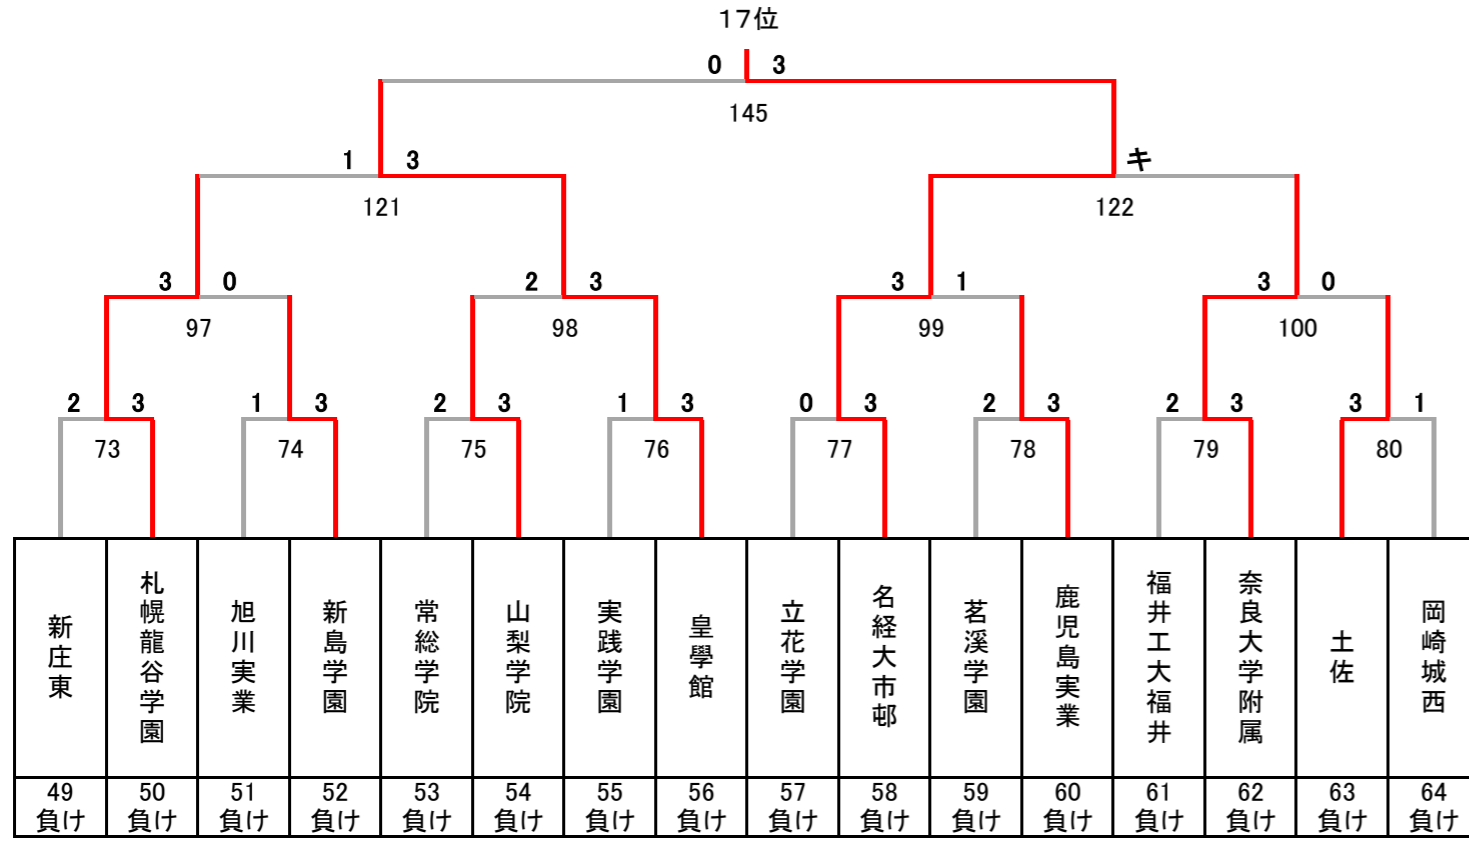 17位
0 3
145
1 3
キ
121
122
3 0
2 3
3 1
3 0
97
98
99
100
2 3
1 3
2 3
1 3
0 3
2 3
2 3
3 1
73
74
75
76
77
78
79
80
新庄東
札幌龍谷学園
旭川実業
新島学園
常総学院
山梨学院
実践学園
皇學館
立花学園
名経大市邨
茗溪学園
鹿児島実業
福井工大福井
奈良大学附属
土佐
岡崎城西
49 50 51 52 53 54 55 56 57 58 59 60 61 62 63 64
負け 負け 負け 負け 負け 負け 負け 負け 負け 負け 負け 負け 負け 負け 負け 負け